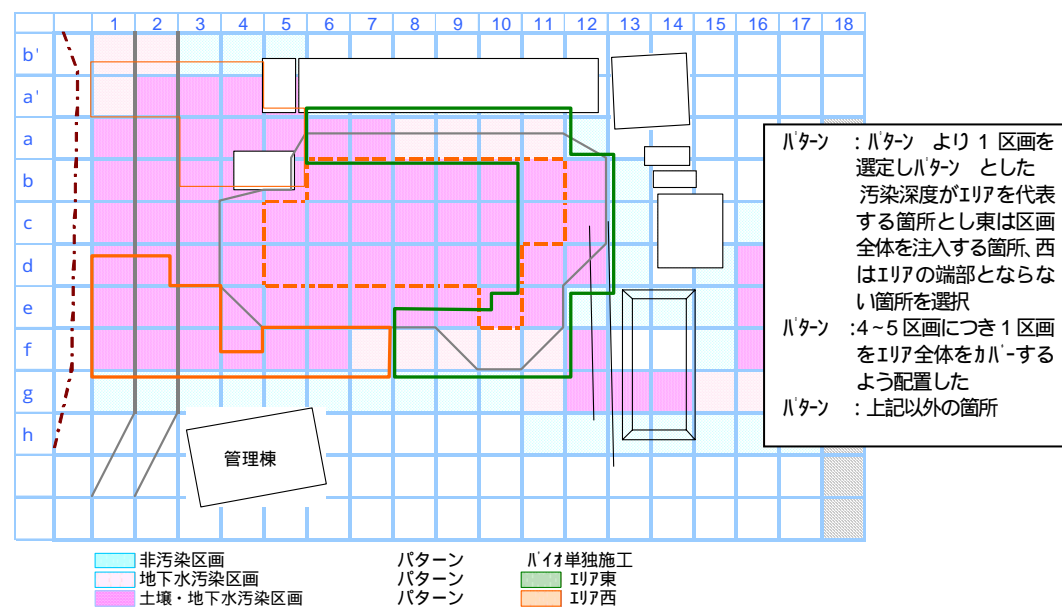 1 2 3 4 5 6 7 8 9 10 11 12 13 14 15 16 17 18
b'
a'
a
b
c
d
e
f
g
h
管理棟
パターン :パターン より 1 区画を
選定しパターン とした
汚染深度がエリアを代表
する箇所とし東は区画
全体を注入する箇所、西
はエリアの端部とならな
い箇所を選択
パターン :4~5 区画につき 1 区画
をエリア全体をカバーする
よう配置した
パターン :上記以外の箇所
非汚染区画 パターン バイオ単独施工
地下水汚染区画 パターン エリア東
土壌・地下水汚染区画 パターン エリア西